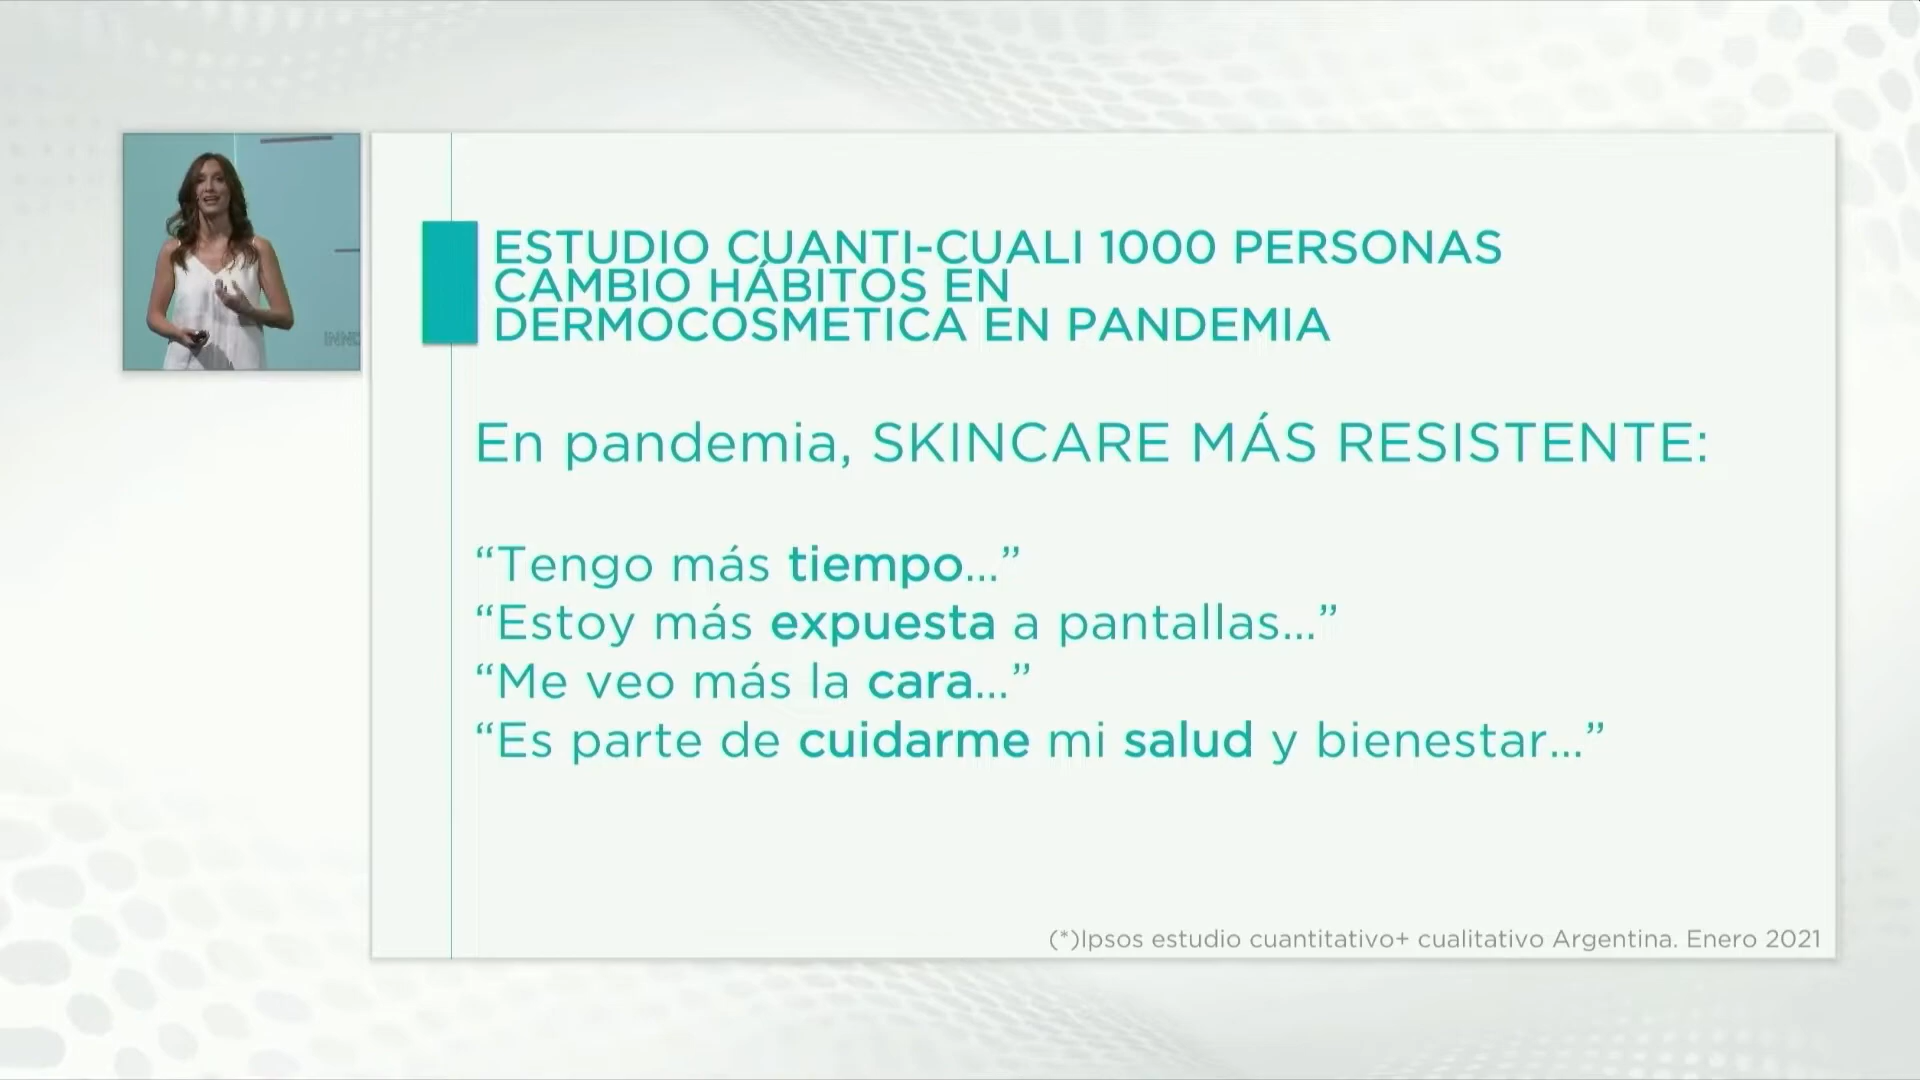 ESTUDIO CUANTI-CUALI 1000 PERSONAS
CAMBIO HÁBITOS EN
DERMOCOSMETICA EN PANDEMIA
En pandemia, SKINCARE MÁS RESISTENTE:
“Tengo más tiempo...”
“Estoy más expuesta a pantallas...”
“Me veo más la cara...”
“Es parte de cuidarme mi salud y bienestar...”
(*)Ipsos estudio cuantitativo+ cualitativo Argentina. Enero 2021